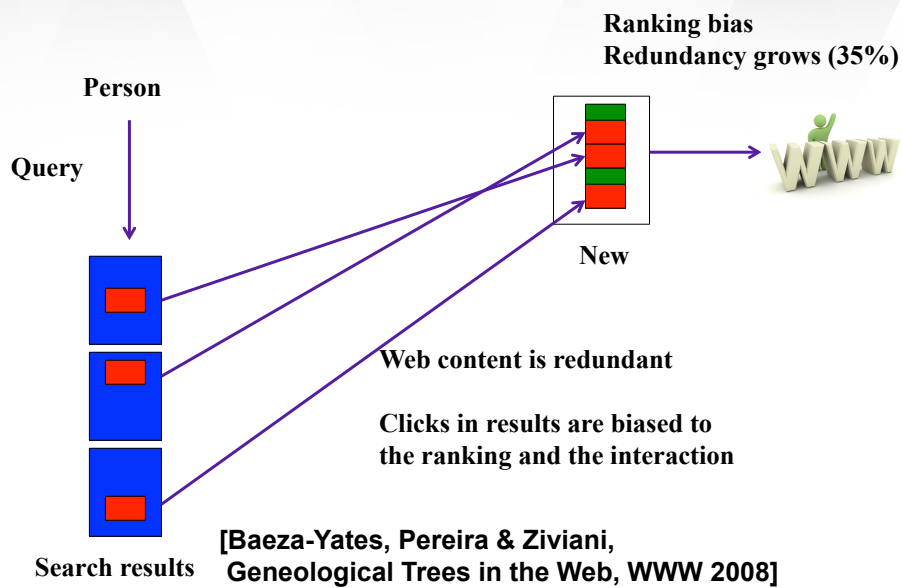 Ranking bias
Redundancy grows (35%)
Person
Query
WWW
New
Web content is redundant
Clicks in results are biased to
the ranking and the interaction
Search results
[Baeza-Yates, Pereira & Ziviani,
Geneological Trees in the Web, WWW 2008]